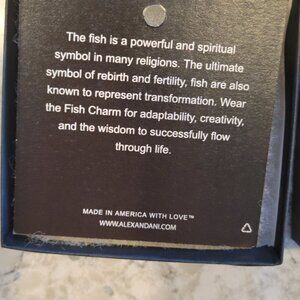 The fish is a powerful and spiritual
symbol in many religions. The ultimate
symbol of rebirth and fertility, fish are also
known to represent transformation. Wear
the Fish Charm for adaptability, creativity,
and the wisdom to successfully flow
through life.
MADE IN AMERICA WITH LOVE™
WWW.ALEXANDANI.COM